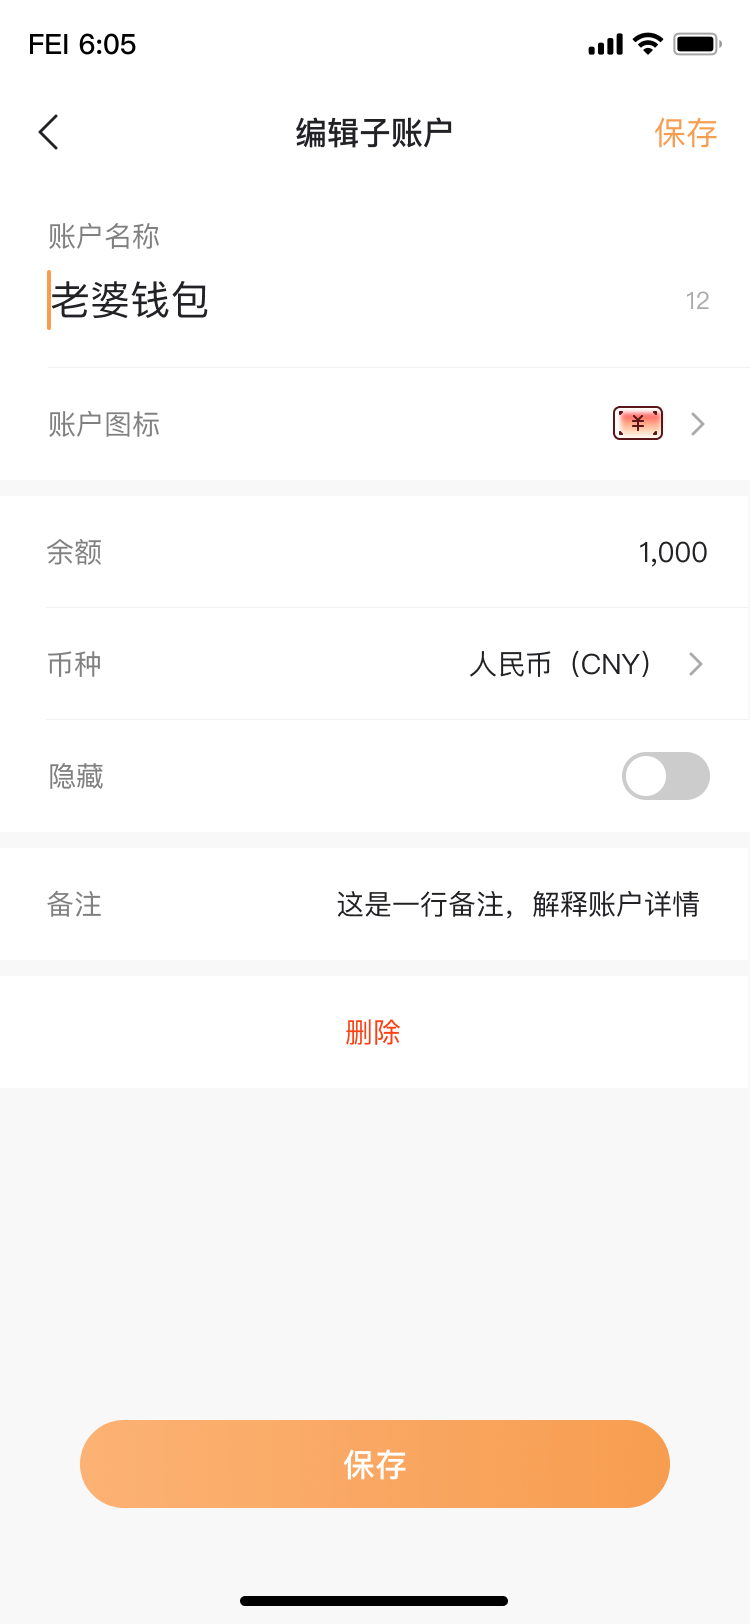 FEI 6:05
编辑子账户
保存
账户名称
老婆钱包
12
账户图标
¥
余额
1,000
币种
人民币（CNY）
隐藏
备注
这是一行备注，解释账户详情
删除
保存